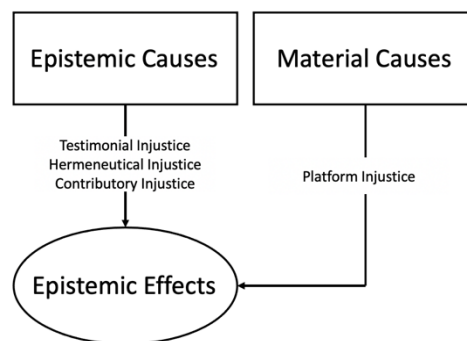 Epistemic Causes
Material Causes
Testimonial Injustice
Hermeneutical Injustice
Contributory Injustice
Platform Injustice
Epistemic Effects